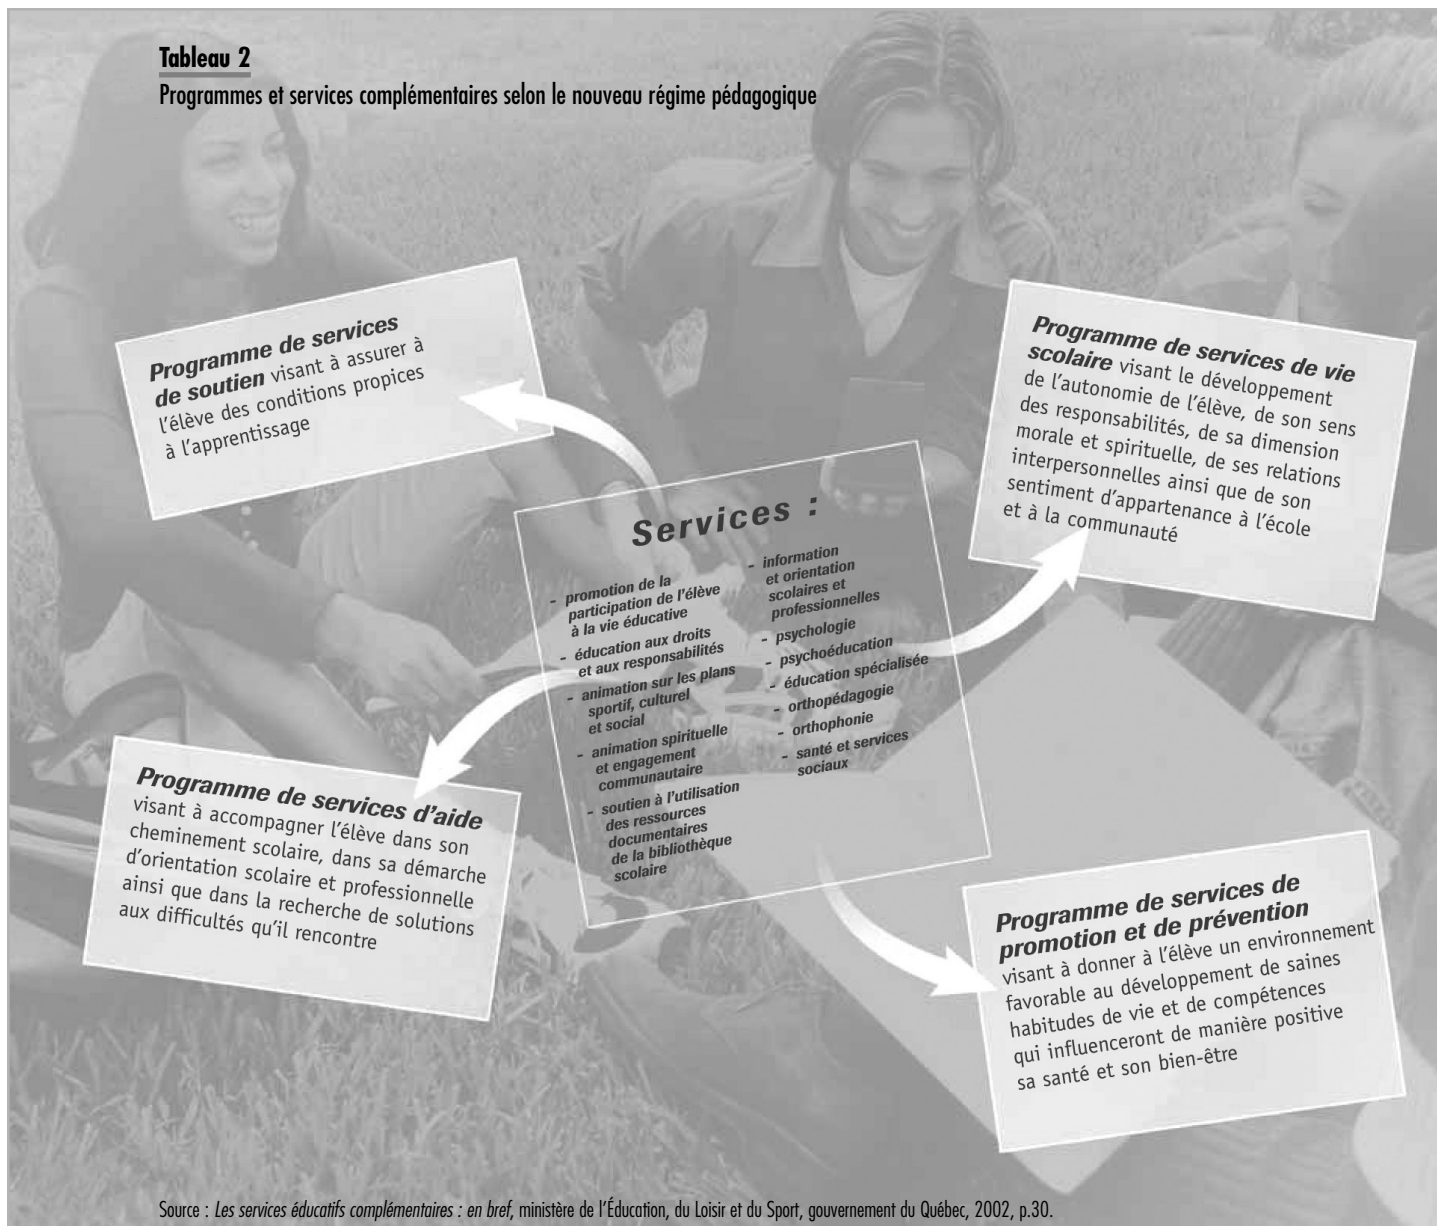 Tableau 2
Programmes et services complémentaires selon le nouveau régime pédagogique
Programme de services
de soutien visant à assurer à
l'élève des conditions propices
à l'apprentissage
Programme de services de vie
scolaire visant le développement
de l'autonomie de l'élève, de son sens
des responsabilités, de sa dimension
morale et spirituelle, de ses relations
interpersonnelles ainsi que de son
sentiment d'appartenance à l'école
et à la communauté
Services :
- promotion de la
participation de l'élève
à la vie éducative
- éducation aux droits
et aux responsabilités
- animation sur les plans
sportif, culturel
et social
- animation spirituelle
et engagement
communautaire
- soutien à l'utilisation
des ressources
documentaires
de la bibliothèque
scolaire
- information
et orientation
scolaires et
professionnelles
- psychologie
- psychoéducation
- éducation spécialisée
- orthopédagogie
- orthophonie
- santé et services
sociaux
Programme de services d'aide
visant à accompagner l'élève dans son
cheminement scolaire, dans sa démarche
d'orientation scolaire et professionnelle
ainsi que dans la recherche de solutions
aux difficultés qu'il rencontre
Programme de services de
promotion et de prévention
visant à donner à l'élève un environnement
favorable au développement de saines
habitudes de vie et de compétences
qui influenceront de manière positive
sa santé et son bien-être
Source : Les services éducatifs complémentaires : en bref, ministère de l'Éducation, du Loisir et du Sport, gouvernement du Québec, 2002, p.30.